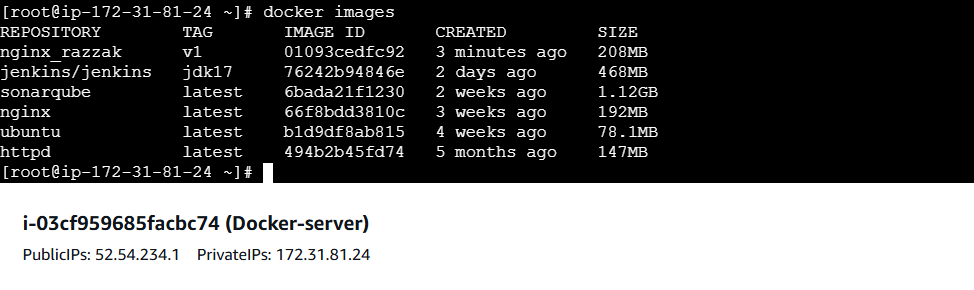 [root@ip-172-31-81-24 ~]# docker images
REPOSITORY TAG IMAGE ID CREATED SIZE
nginx_razzak v1 01093cedfc92 3 minutes ago 208MB
jenkins/jenkins jdk17 76242b94846e 2 days ago 468MB
sonarqube latest 6bada21f1230 2 weeks ago 1.12GB
nginx latest 66f8bdd3810c 3 weeks ago 192MB
ubuntu latest b1d9df8ab815 4 weeks ago 78.1MB
httpd latest 494b2b45fd74 5 months ago 147MB
[root@ip-172-31-81-24 ~]#
i-03cf959685facbc74 (Docker-server)
PublicIPs: 52.54.234.1 PrivateIPs: 172.31.81.24